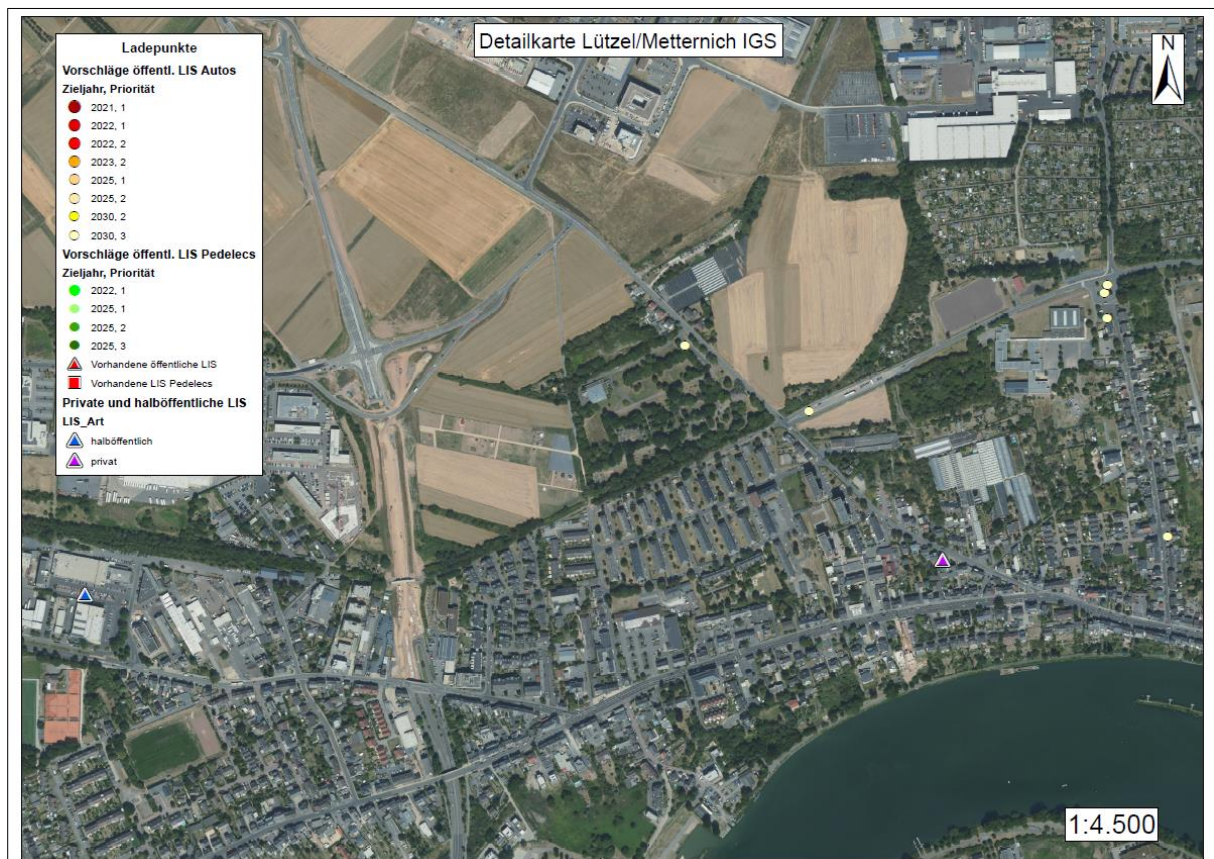 Detailkarte Lützel/Metternich IGS
N
Ladepunkte
Vorschläge öffentl. LIS Autos
Zieljahr, Priorität
2021, 1
2022, 1
2022, 2
2023, 2
2025, 1
2025, 2
2030, 2
2030, 3
Vorschläge öffentl. LIS Pedelecs
Zieljahr, Priorität
2022, 1
2025, 1
2025, 2
2025, 3
Vorhandene öffentliche LIS
Vorhandene LIS Pedelecs
Private und halböffentliche LIS
LIS_Art
halböffentlich
privat
1:4.500